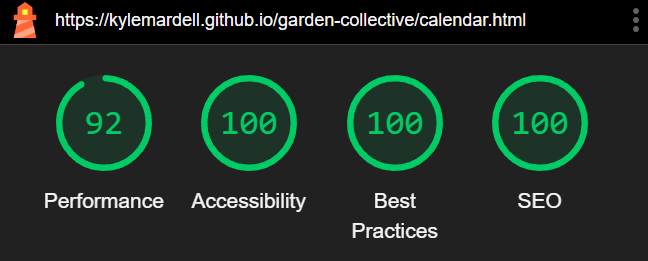 https://kylemardell.github.io/garden-collective/calendar.html
92
100
100
100
Performance
Accessibility
Best
Practices
SEO